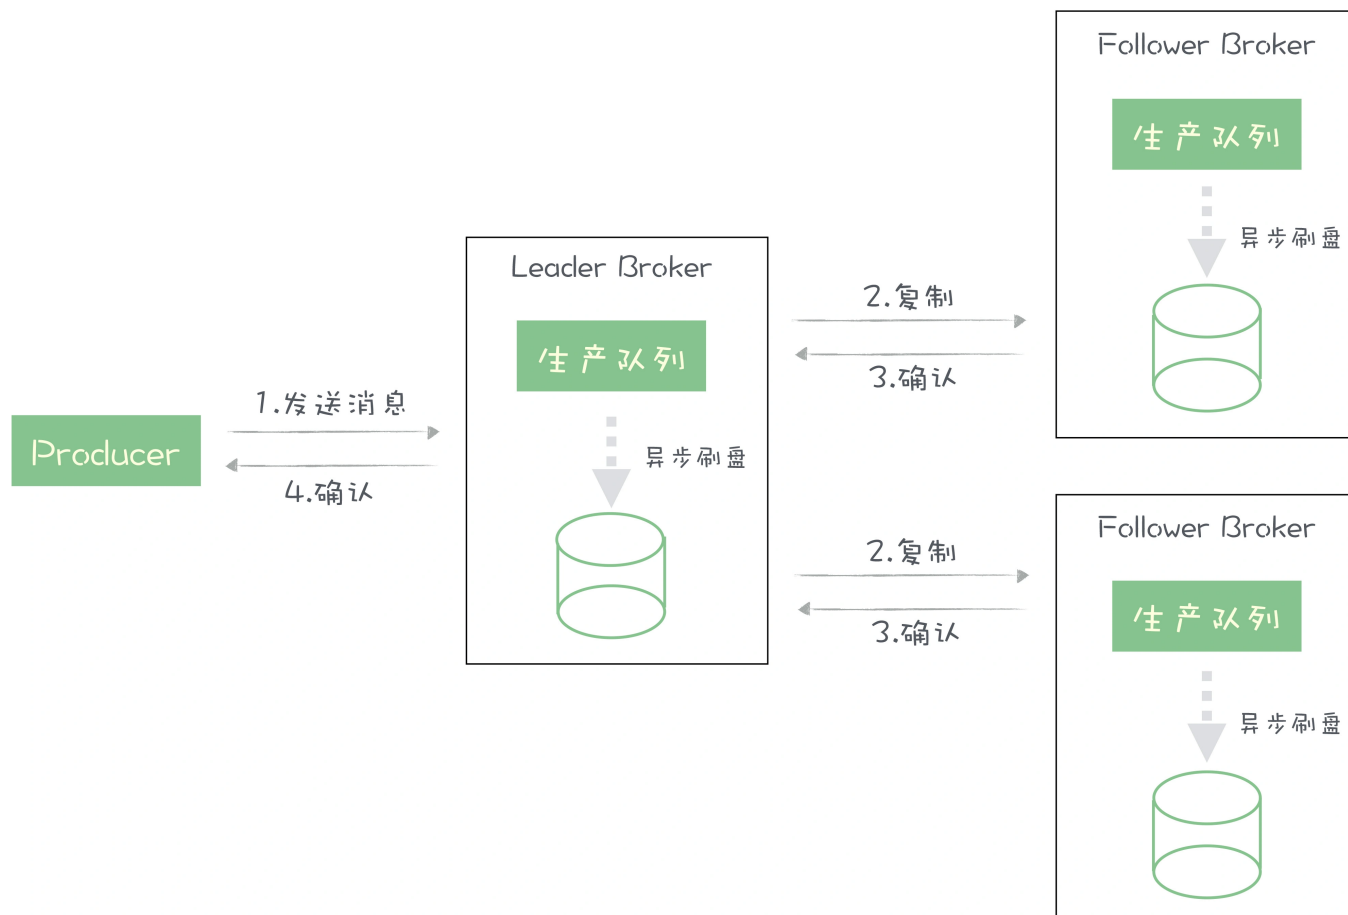 Producer
1.发送消息
4.确认
Leader Broker
生产队列
异步刷盘
2.复制
3.确认
Follower Broker
生产队列
异步刷盘
2.复制
3.确认
Follower Broker
生产队列
异步刷盘